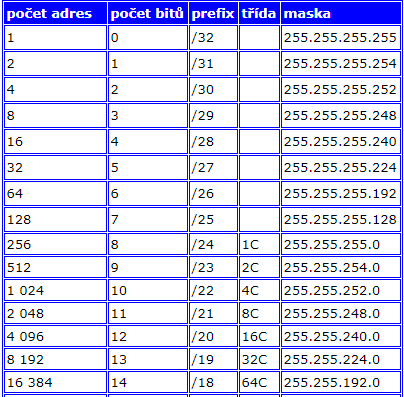 počet adres počet bitů prefix třída maska
1 0 /32 255.255.255.255
2 1 /31 255.255.255.254
4 2 /30 255.255.255.252
8 3 /29 255.255.255.248
16 4 /28 255.255.255.240
32 5 /27 255.255.255.224
64 6 /26 255.255.255.192
128 7 /25 255.255.255.128
256 8 /24 1C 255.255.255.0
512 9 /23 2C 255.255.254.0
1 024 10 /22 4C 255.255.252.0
2 048 11 /21 8C 255.255.248.0
4 096 12 /20 16C 255.255.240.0
8 192 13 /19 32C 255.255.224.0
16 384 14 /18 64C 255.255.192.0